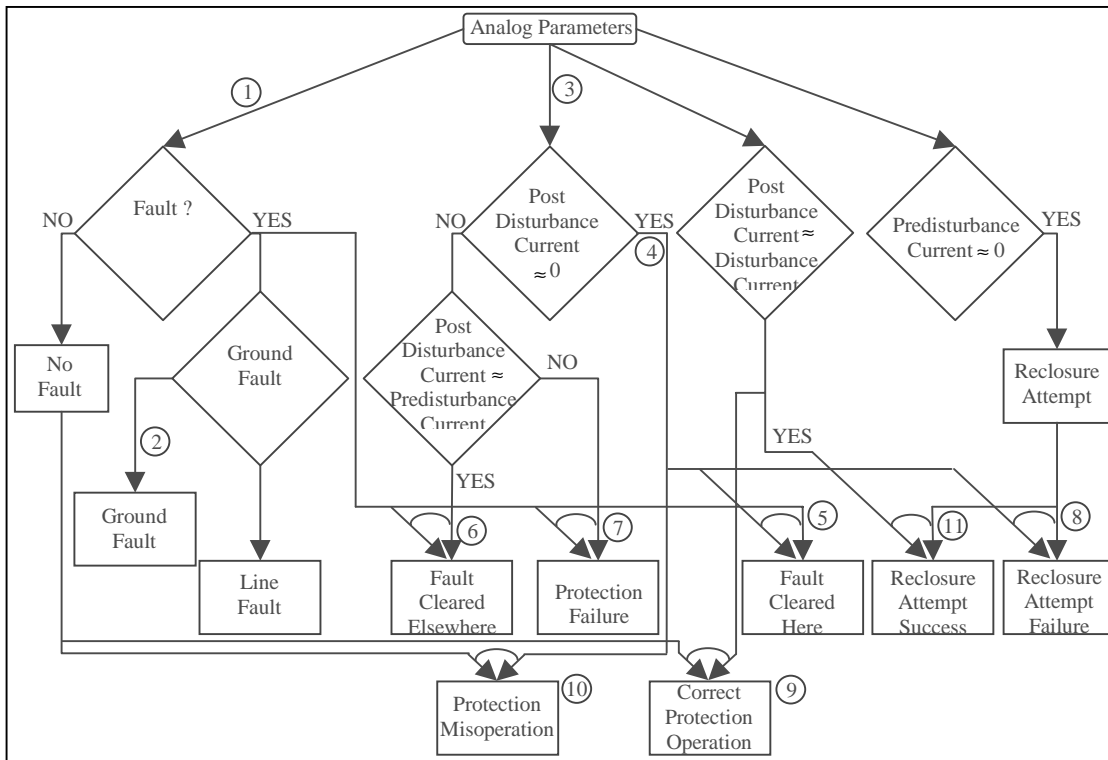 Analog Parameters
1
3
Fault ?
NO
YES
Post
Disturbance
Current
≈ 0
NO
YES
4
Post
Disturbance
Current ≈
Disturbance
Current
Predisturbance
Current ≈ 0
YES
No
Fault
Ground
Fault
Post
Disturbance
Current ≈
Predisturbance
Current
NO
Reclosure
Attempt
2
YES
YES
Ground
Fault
6
7
5
11
8
Line
Fault
Fault
Cleared
Elsewhere
Protection
Failure
Fault
Cleared
Here
Reclosure
Attempt
Success
Reclosure
Attempt
Failure
Protection
Misoperation
10
Correct
Protection
Operation
9